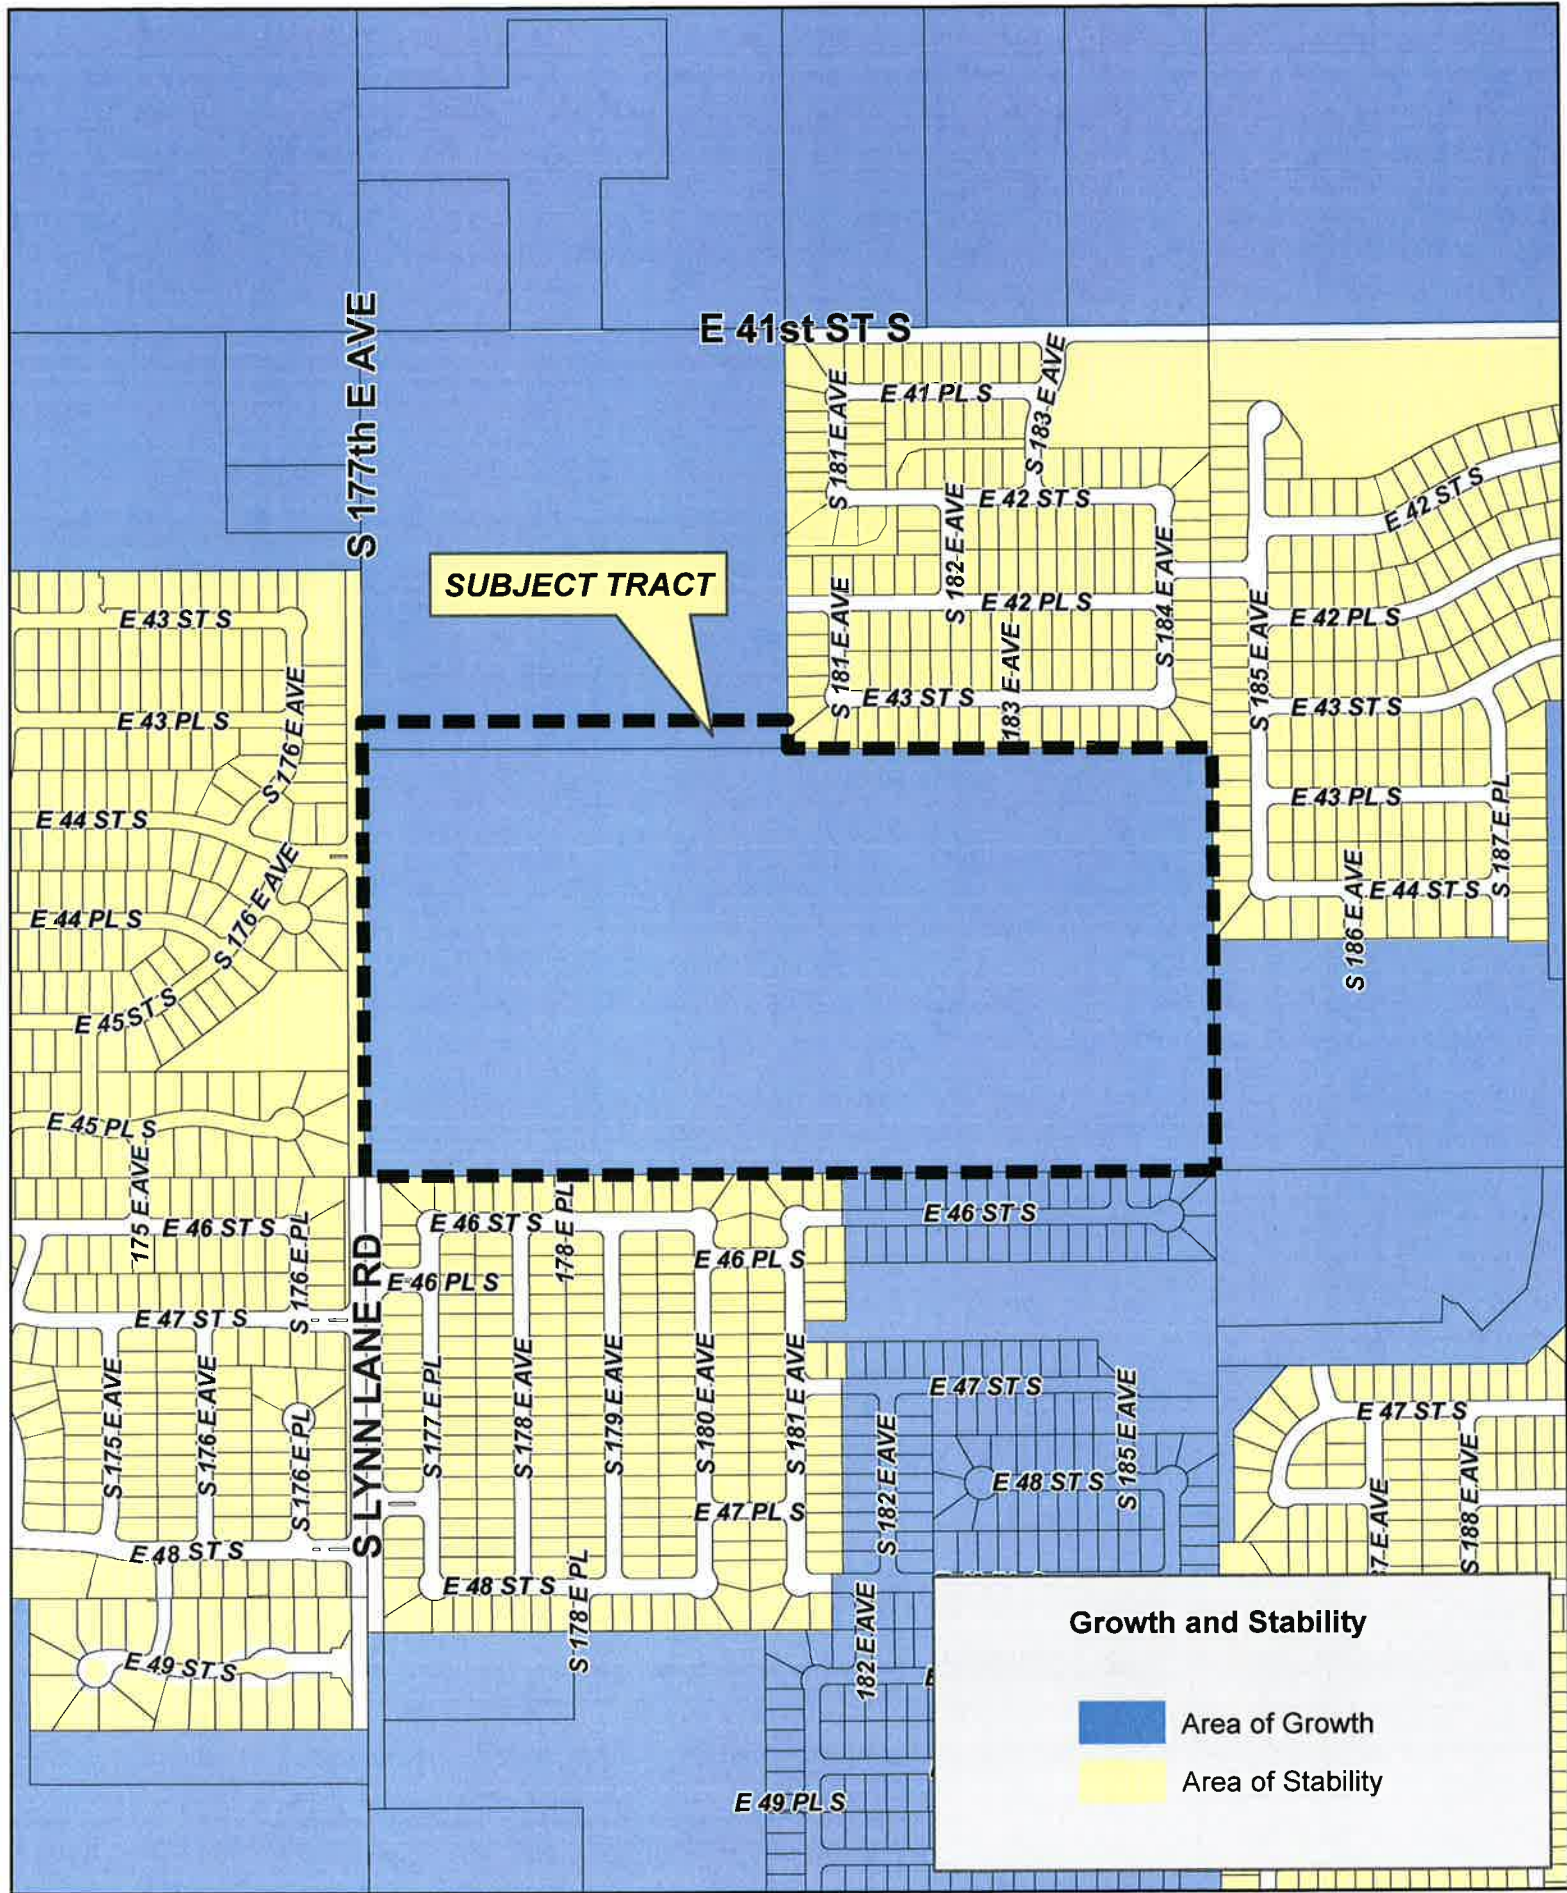 E 41st ST S
S 177th E AVE
E 41 PL S
S 181 E AVE
S 183 E AVE
E 42 ST S
S 182 E AVE
S 184 E AVE
E 42 ST S
SUBJECT TRACT
E 42 PL S
S 181 E AVE
183 E AVE
E 43 ST S
S 185 E AVE
E 42 PL S
E 43 ST S
E 43 PL S
S 187 E PL
S 186 E AVE
E 44 ST S
E 43 ST S
S 176 E AVE
E 43 PL S
E 44 ST S
S 176 E AVE
E 44 PL S
E 45 ST S
E 45 PL S
175 E AVE
E 46 ST S
S 176 E PL
E 47 ST S
S 175 E AVE
S 176 E AVE
S 176 E PL
E 48 ST S
E 49 ST S
S LYNN LANE RD
E 46 ST S
178 E PL
E 46 PL S
E 46 PL S
E 46 ST S
S 177 E PL
S 178 E AVE
S 179 E AVE
S 180 E AVE
S 181 E AVE
E 47 PL S
E 48 ST S
S 178 E PL
E 47 ST S
S 182 E AVE
S 185 E AVE
E 48 ST S
182 E AVE
E 49 PL S
E 47 ST S
37 E AVE
S 188 E AVE
Growth and Stability
Area of Growth
Area of Stability